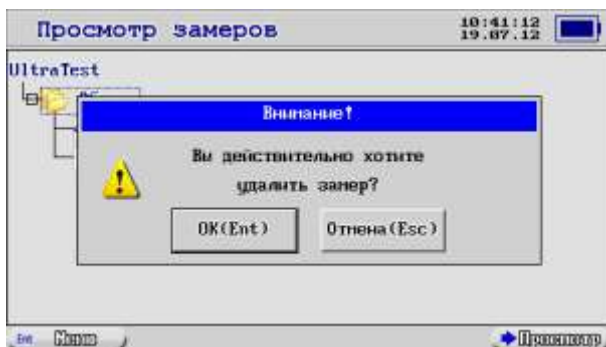 Просмотр замеров
10:41:12
19.07.12
UltraTest
Внимание!
Вы действительно хотите
удалить замер?
OK(Ent)
Отмена(Esc)
Ent
Просмотр